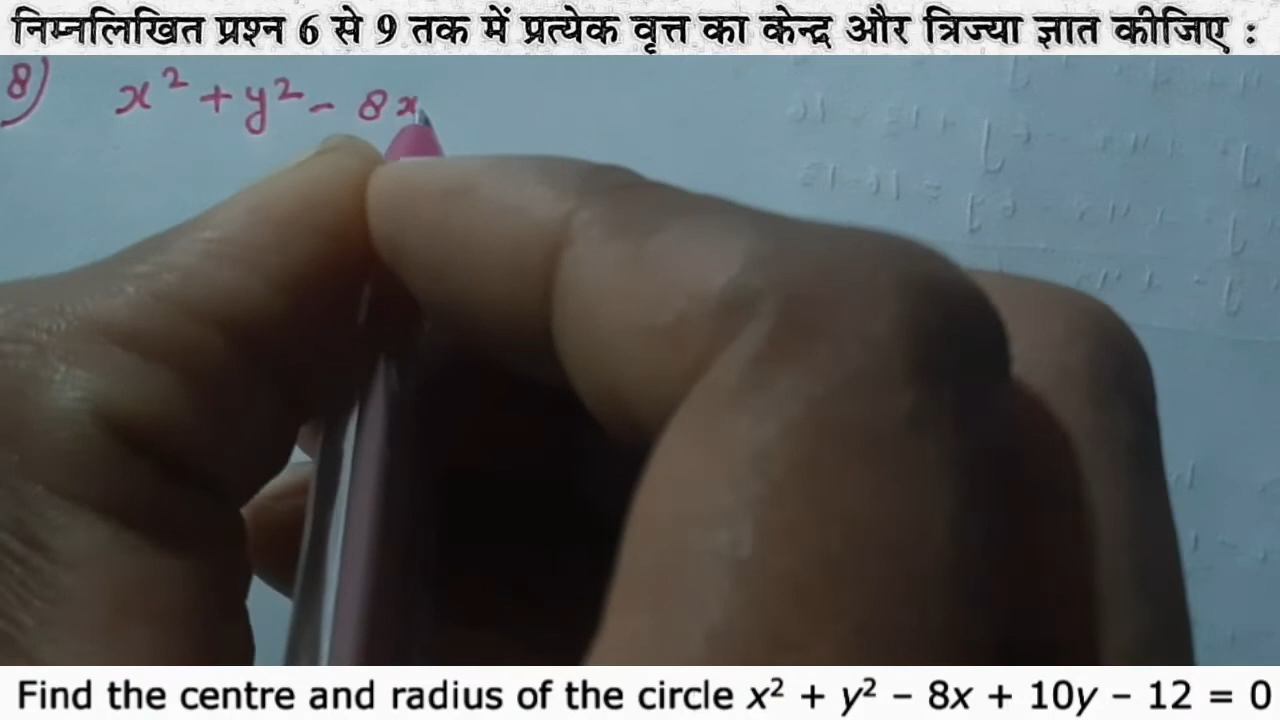 निम्नलिखित प्रश्न 6 से 9 तक में प्रत्येक वृत्त का केन्द्र और त्रिज्या ज्ञात कीजिए :
8) x² + y² - 8x
Find the centre and radius of the circle x² + y² – 8x + 10y – 12 = 0